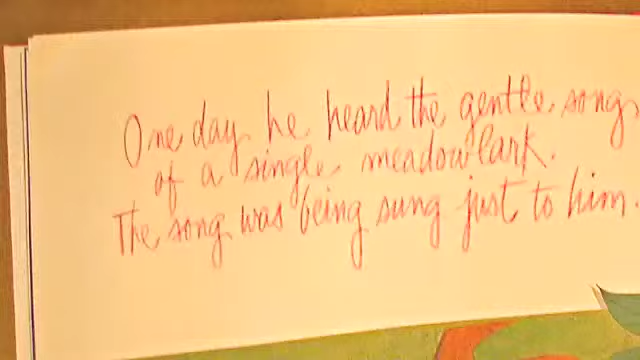 One day he heard the gentle song
of a single meadowlark.
The song was being sung just to him.